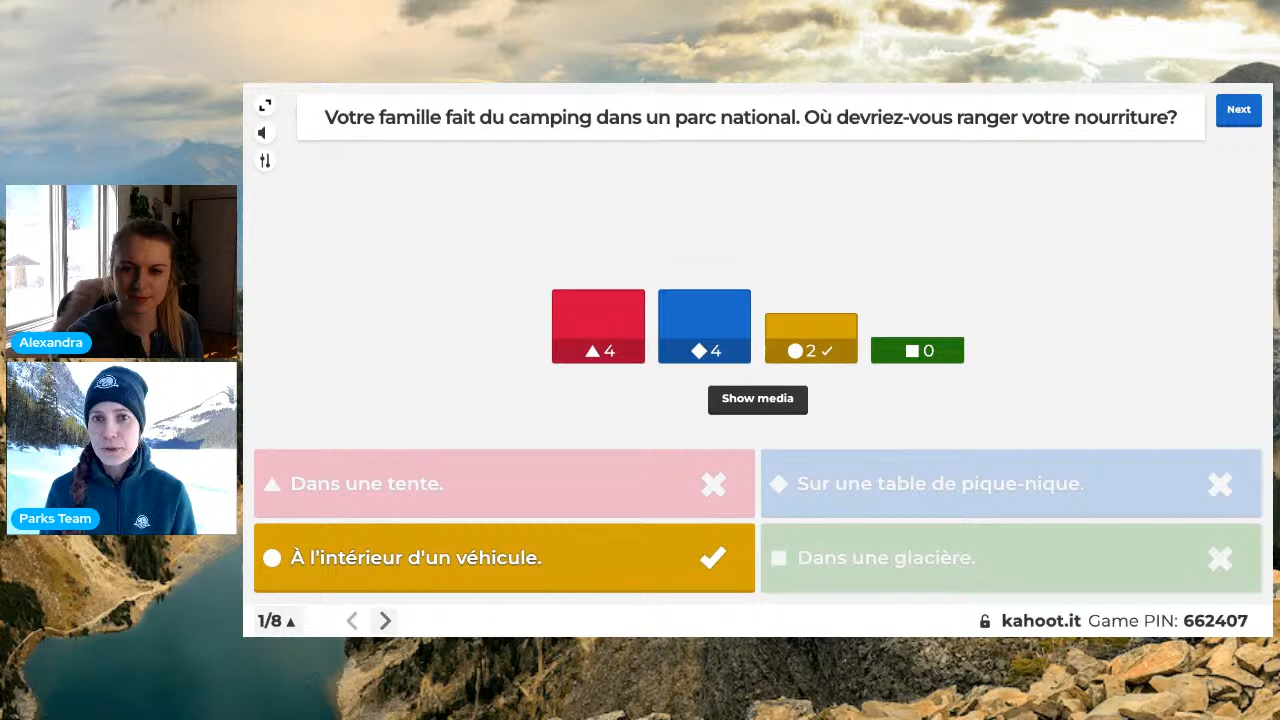 Votre famille fait du camping dans un parc national. Où devriez-vous ranger votre nourriture?
Next
Alexandra
Parks Team
4
4
2
0
Show media
Dans une tente.
Sur une table de pique-nique.
À l'intérieur d'un véhicule.
Dans une glacière.
1/8
kahoot.it Game PIN: 662407